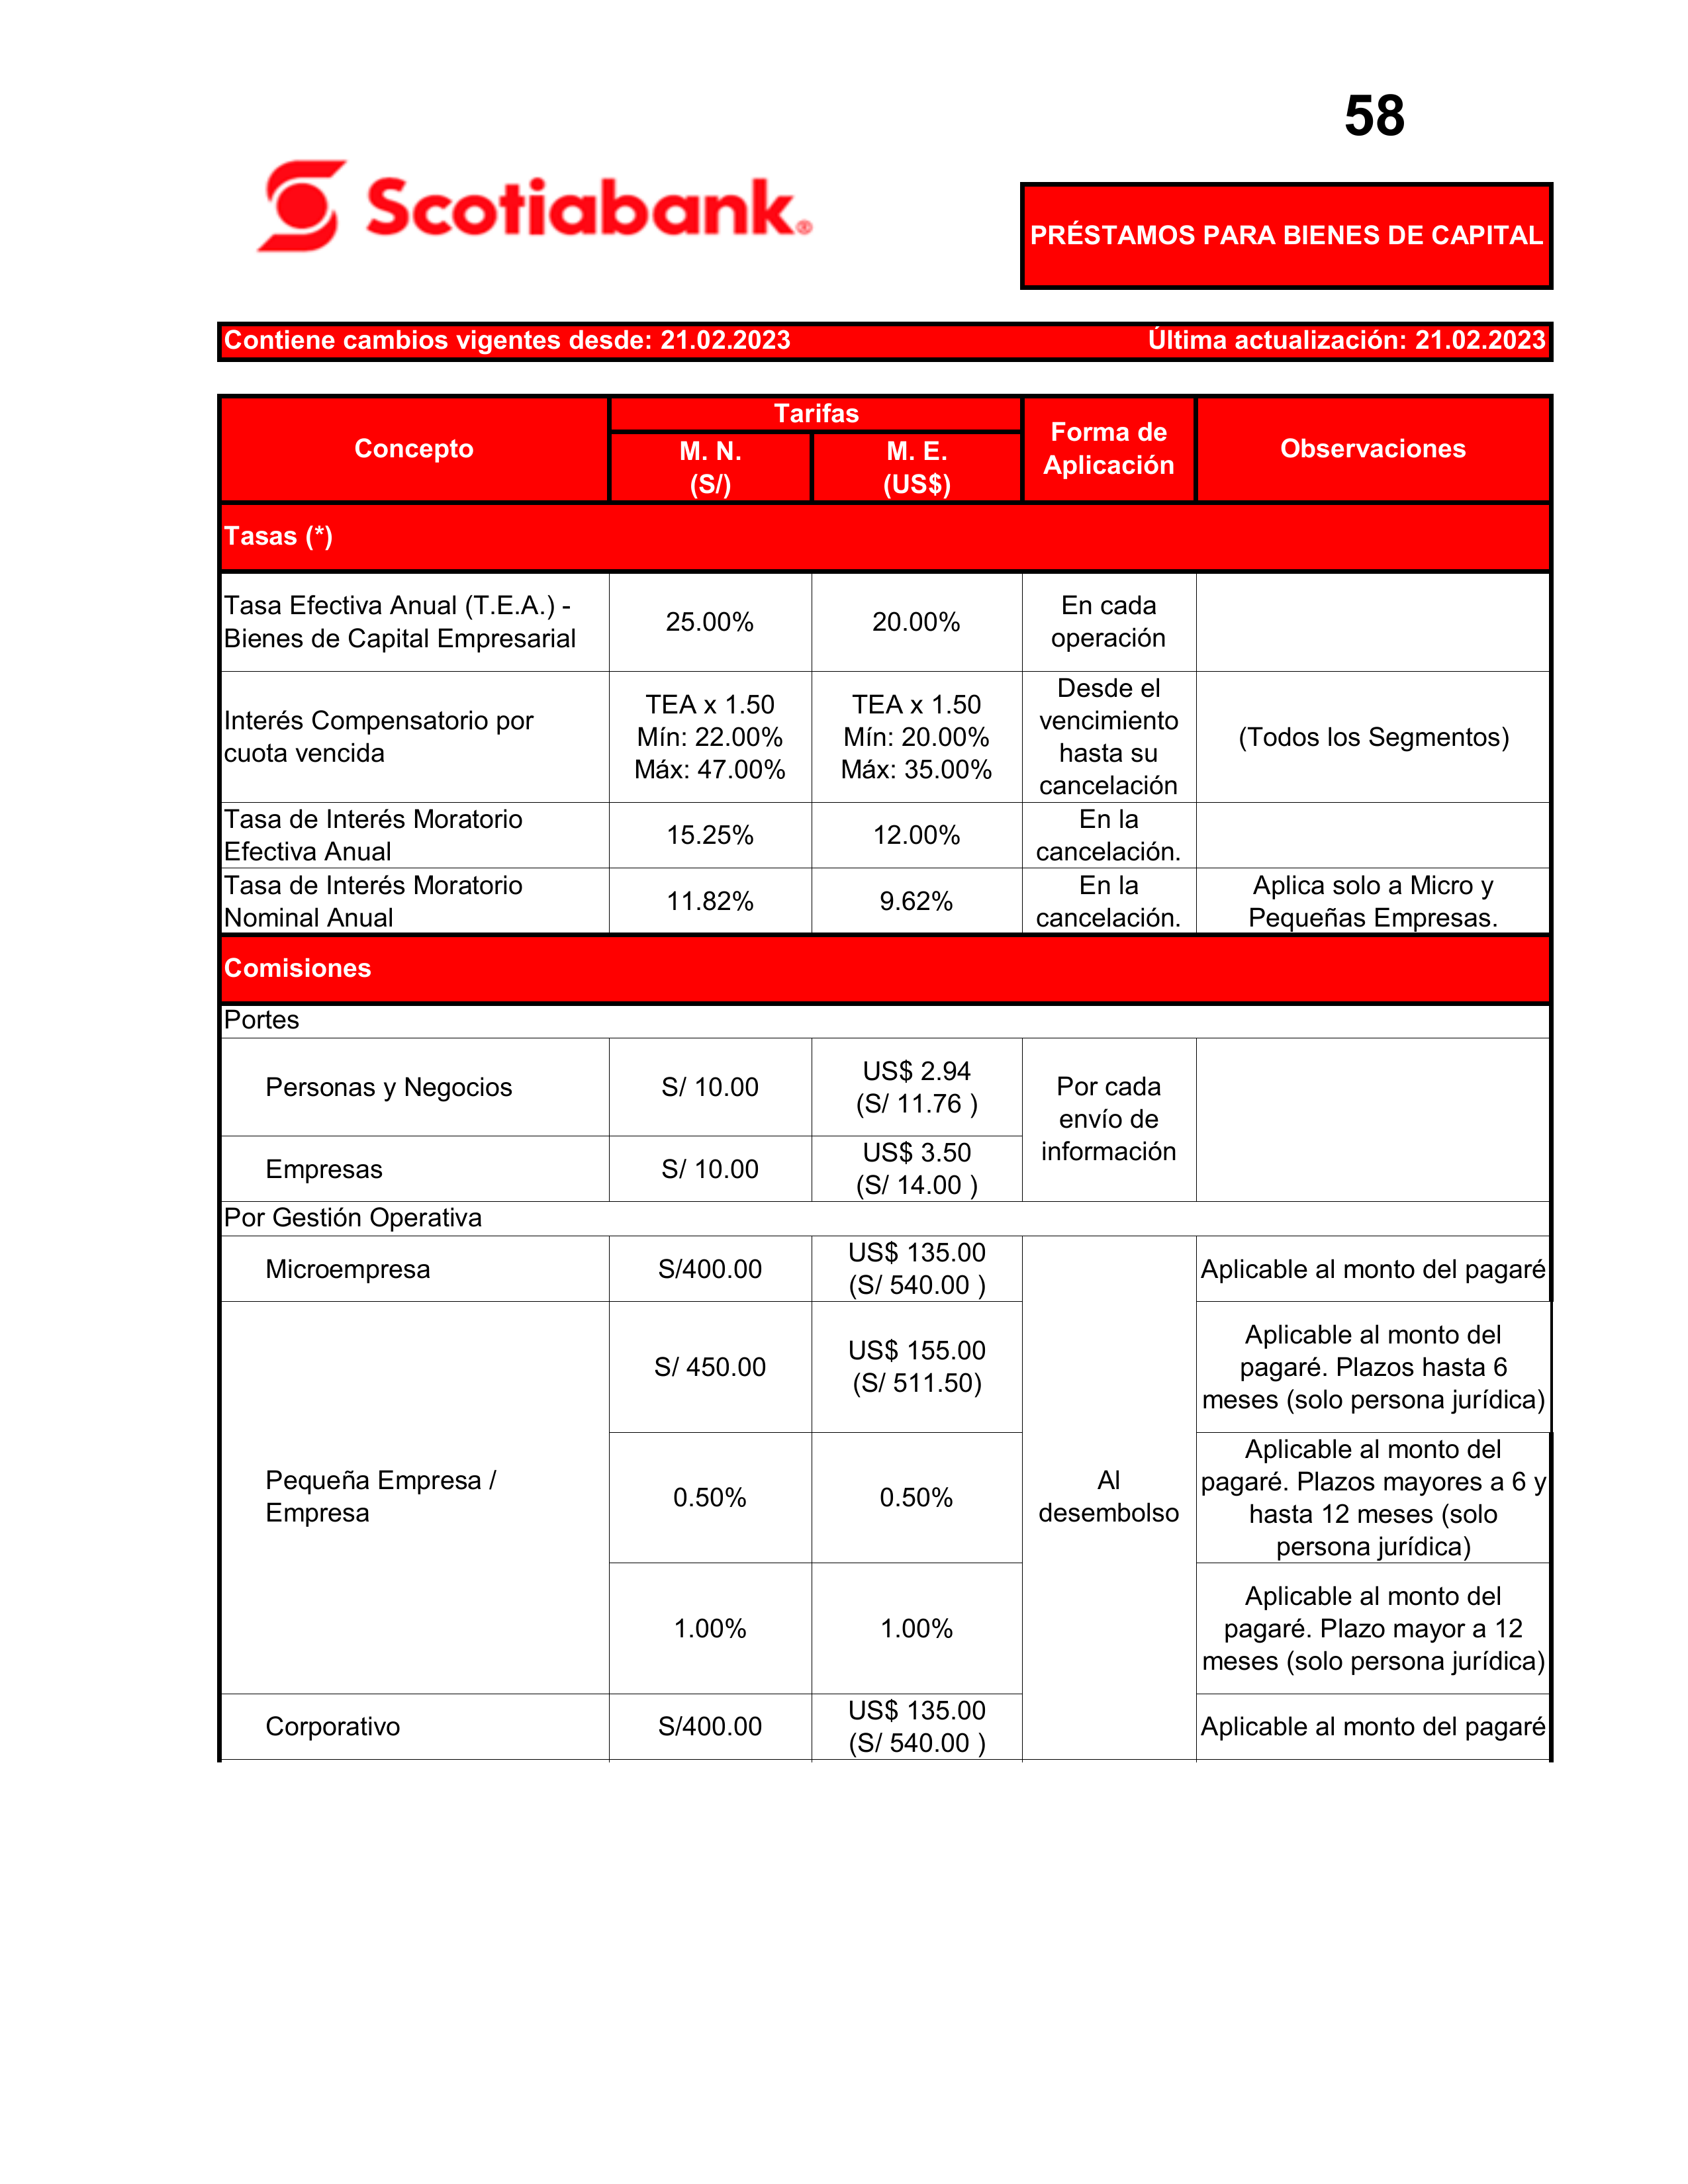 58
Scotiabank®
PRÉSTAMOS PARA BIENES DE CAPITAL
Contiene cambios vigentes desde: 21.02.2023 Última actualización: 21.02.2023
Concepto
Tarifas
M. N.
(S/)
M. E.
(US$)
Forma de
Aplicación
Observaciones
Tasas (*)
Tasa Efectiva Anual (T.E.A.) -
Bienes de Capital Empresarial
25.00%
20.00%
En cada
operación
Interés Compensatorio por
cuota vencida
TEA x 1.50
Mín: 22.00%
Máx: 47.00%
TEA x 1.50
Mín: 20.00%
Máx: 35.00%
Desde el
vencimiento
hasta su
cancelación
(Todos los Segmentos)
Tasa de Interés Moratorio
Efectiva Anual
15.25%
12.00%
En la
cancelación.
Tasa de Interés Moratorio
Nominal Anual
11.82%
9.62%
En la
cancelación.
Aplica solo a Micro y
Pequeñas Empresas.
Comisiones
Portes
Personas y Negocios
S/ 10.00
US$ 2.94
(S/ 11.76 )
Por cada
envío de
información
Empresas
S/ 10.00
US$ 3.50
(S/ 14.00 )
Por Gestión Operativa
Microempresa
S/400.00
US$ 135.00
(S/ 540.00 )
Aplicable al monto del pagaré
Pequeña Empresa /
Empresa
S/ 450.00
US$ 155.00
(S/ 511.50)
Aplicable al monto del
pagaré. Plazos hasta 6
meses (solo persona jurídica)
0.50%
0.50%
Al
desembolso
Aplicable al monto del
pagaré. Plazos mayores a 6 y
hasta 12 meses (solo
persona jurídica)
1.00%
1.00%
Aplicable al monto del
pagaré. Plazo mayor a 12
meses (solo persona jurídica)
Corporativo
S/400.00
US$ 135.00
(S/ 540.00 )
Aplicable al monto del pagaré